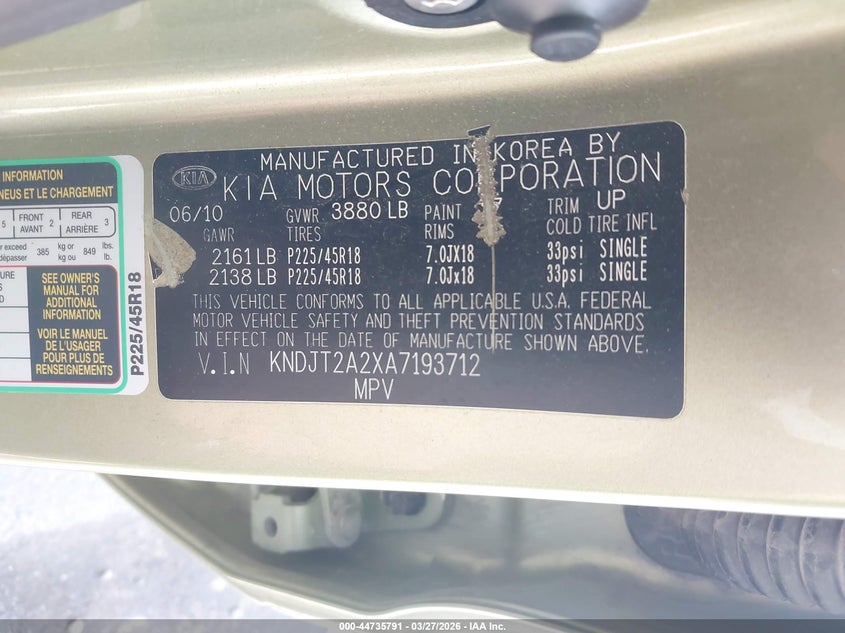 INFORMATION
NEUS ET LE CHARGEMENT
5 FRONT AVANT 2 REAR ARRIÈRE 3
exceed dépasser 385 kg or kg ou 849 lbs. lb.
SEE OWNER'S
MANUAL FOR
ADDITIONAL
INFORMATION
VOIR LE MANUEL
DE L'USAGER
POUR PLUS DE
RENSEIGNEMENTS
P225/45R18
MANUFACTURED IN KOREA BY
KIA
KIA MOTORS CORPORATION
06/10 GVWR 3880 LB PAINT TRIM UP
GAWR TIRES RIMS COLD TIRE INFL
2161 LB P225/45R18 7.0JX18 33psi SINGLE
2138 LB P225/45R18 7.0Jx18 33psi SINGLE
THIS VEHICLE CONFORMS TO ALL APPLICABLE U.S.A. FEDERAL
MOTOR VEHICLE SAFETY AND THEFT PREVENTION STANDARDS
IN EFFECT ON THE DATE OF MANUFACTURE SHOWN ABOVE.
V.I.N KNDJT2A2XA7193712
MPV
000-44735791 - 03/27/2026 - IAA Inc.